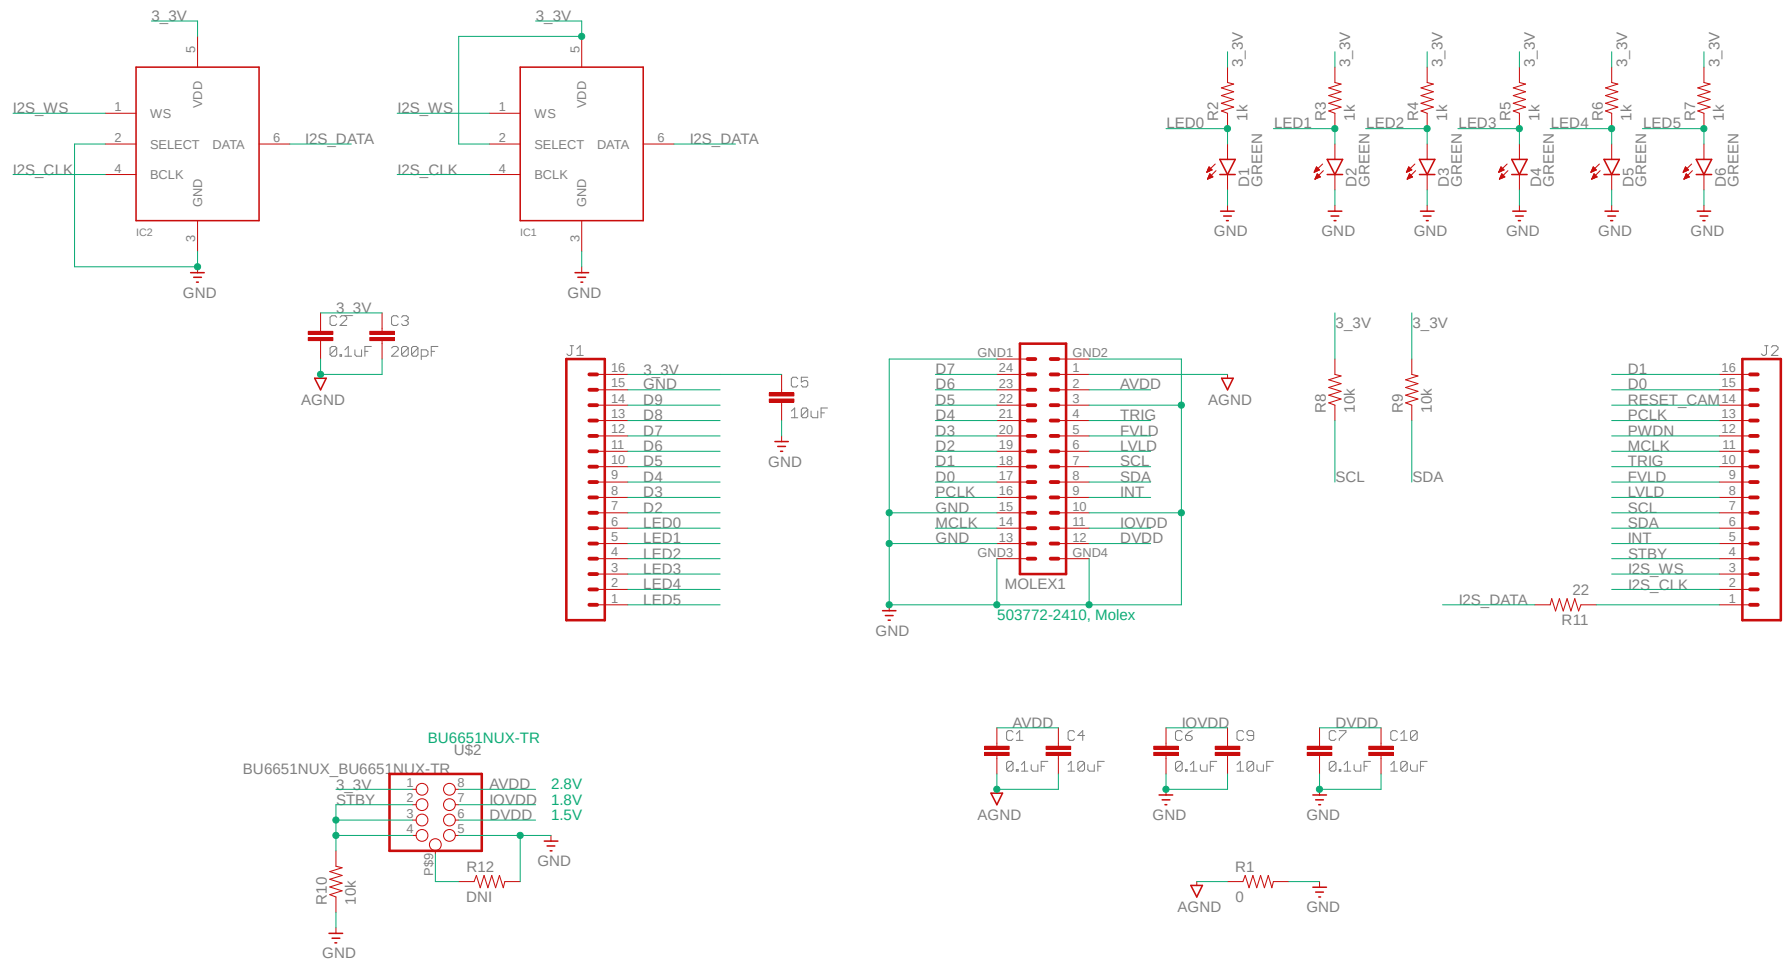 3_3V
5
VDD
I2S_WS 1 WS
2 SELECT DATA 6 I2S_DATA
I2S_CLK 4 BCLK
GND
IC2 3
GND
3_3V
5
VDD
I2S_WS 1 WS
2 SELECT DATA 6 I2S_DATA
I2S_CLK 4 BCLK
GND
IC1 3
GND
3_3V 3_3V 3_3V 3_3V 3_3V 3_3V
R2 1k R3 1k R4 1k R5 1k R6 1k R7 1k
LED0 LED1 LED2 LED3 LED4 LED5
D1 GREEN D2 GREEN D3 GREEN D4 GREEN D5 GREEN D6 GREEN
GND GND GND GND GND GND
3_3V
C2 C3
0.1uF 200pF
AGND
J1
16 3_3V
15 GND
14 D9
13 D8
12 D7
11 D6
10 D5
9 D4
8 D3
7 D2
6 LED0
5 LED1
4 LED2
3 LED3
2 LED4
1 LED5
C5
10uF
GND
GND1 GND2
D7 24 1
D6 23 2 AVDD
D5 22 3
D4 21 4 TRIG
D3 20 5 FVLD
D2 19 6 LVLD
D1 18 7 SCL
D0 17 8 SDA
PCLK 16 9 INT
GND 15 10
MCLK 14 11 IOVDD
GND 13 12 DVDD
GND3 GND4
MOLEX1
503772-2410, Molex
GND
AGND
3_3V 3_3V
R8 10k R9 10k
SCL SDA
J2
D1 16
D0 15
RESET_CAM 14
PCLK 13
PWDN 12
MCLK 11
TRIG 10
FVLD 9
LVLD 8
SCL 7
SDA 6
INT 5
STBY 4
I2S_WS 3
I2S_CLK 2
1
I2S_DATA 22
R11
BU6651NUX-TR
U$2
BU6651NUX_BU6651NUX-TR
3_3V 1 8 AVDD 2.8V
STBY 2 7 IOVDD 1.8V
3 6 DVDD 1.5V
4 5
GND
P$9
R12
DNI
R10 10k
GND
AVDD
C1 C4
0.1uF 10uF
AGND
IOVDD
C6 C9
0.1uF 10uF
GND
DVDD
C7 C10
0.1uF 10uF
GND
R1
0
AGND GND